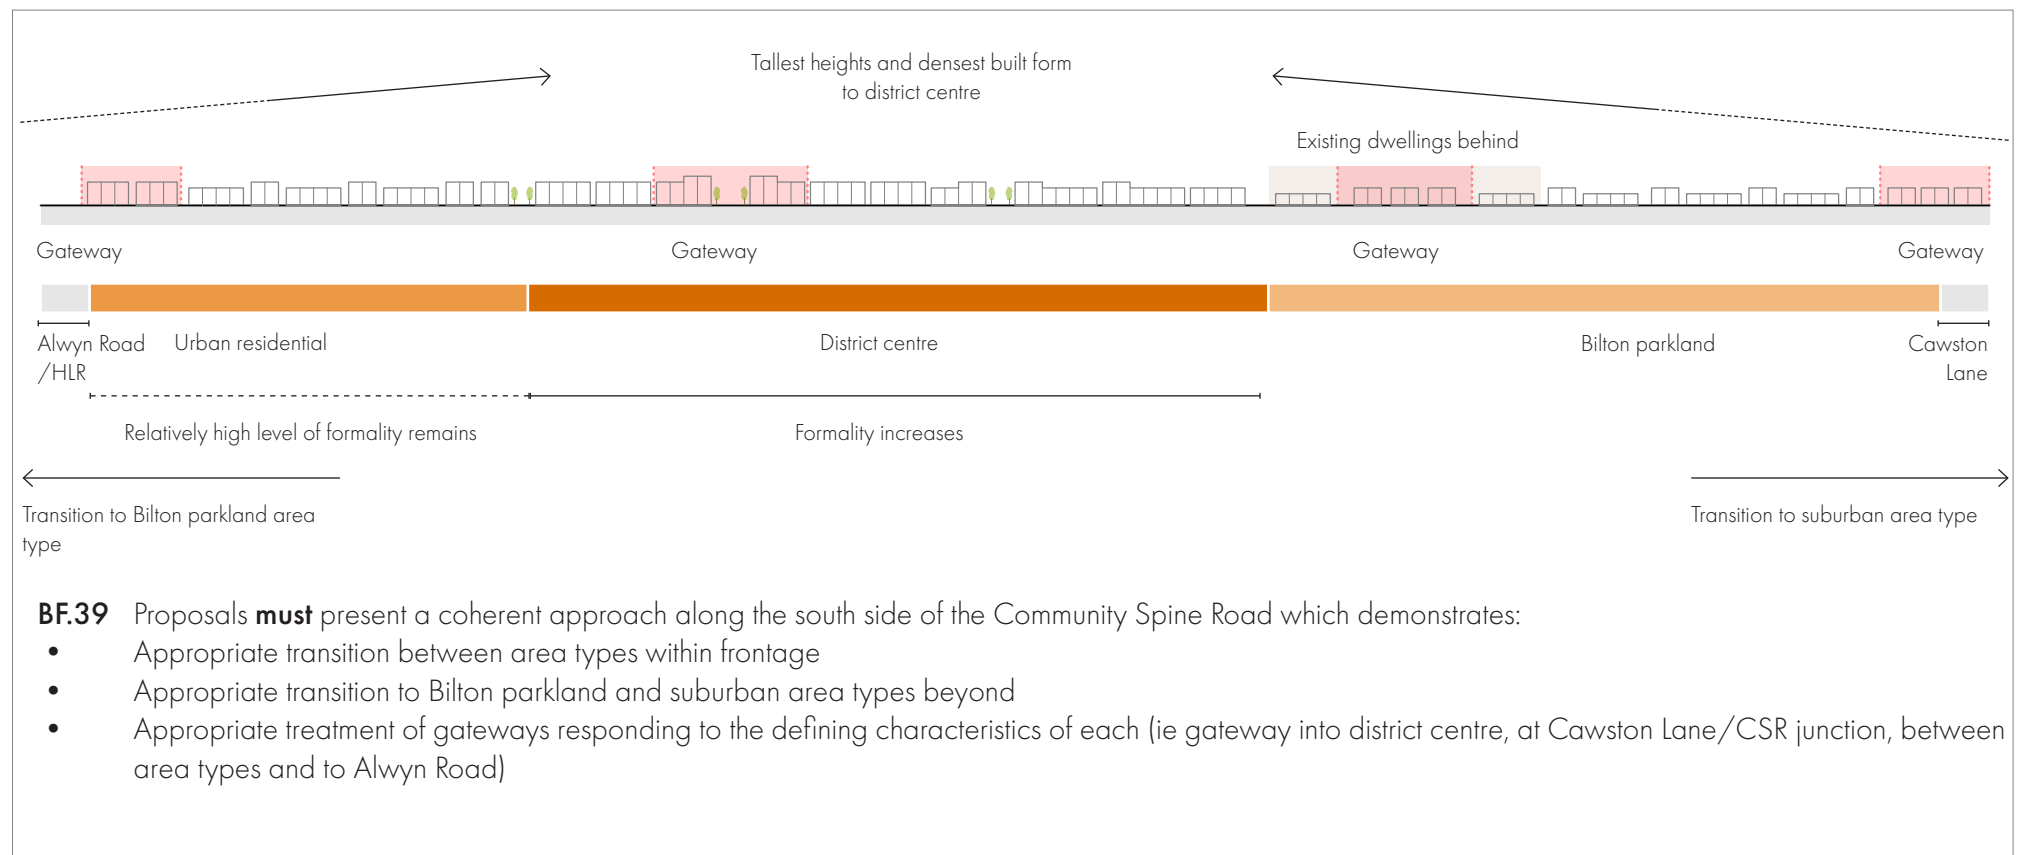 Tallest heights and densest built form
to district centre
Existing dwellings behind
Gateway
Gateway
Gateway
Gateway
Alwyn Road
/HLR
Urban residential
District centre
Bilton parkland
Cawston
Lane
Relatively high level of formality remains
Formality increases
Transition to Bilton parkland area
type
Transition to suburban area type
BF.39 Proposals must present a coherent approach along the south side of the Community Spine Road which demonstrates:
• Appropriate transition between area types within frontage
• Appropriate transition to Bilton parkland and suburban area types beyond
• Appropriate treatment of gateways responding to the defining characteristics of each (ie gateway into district centre, at Cawston Lane/CSR junction, between
area types and to Alwyn Road)